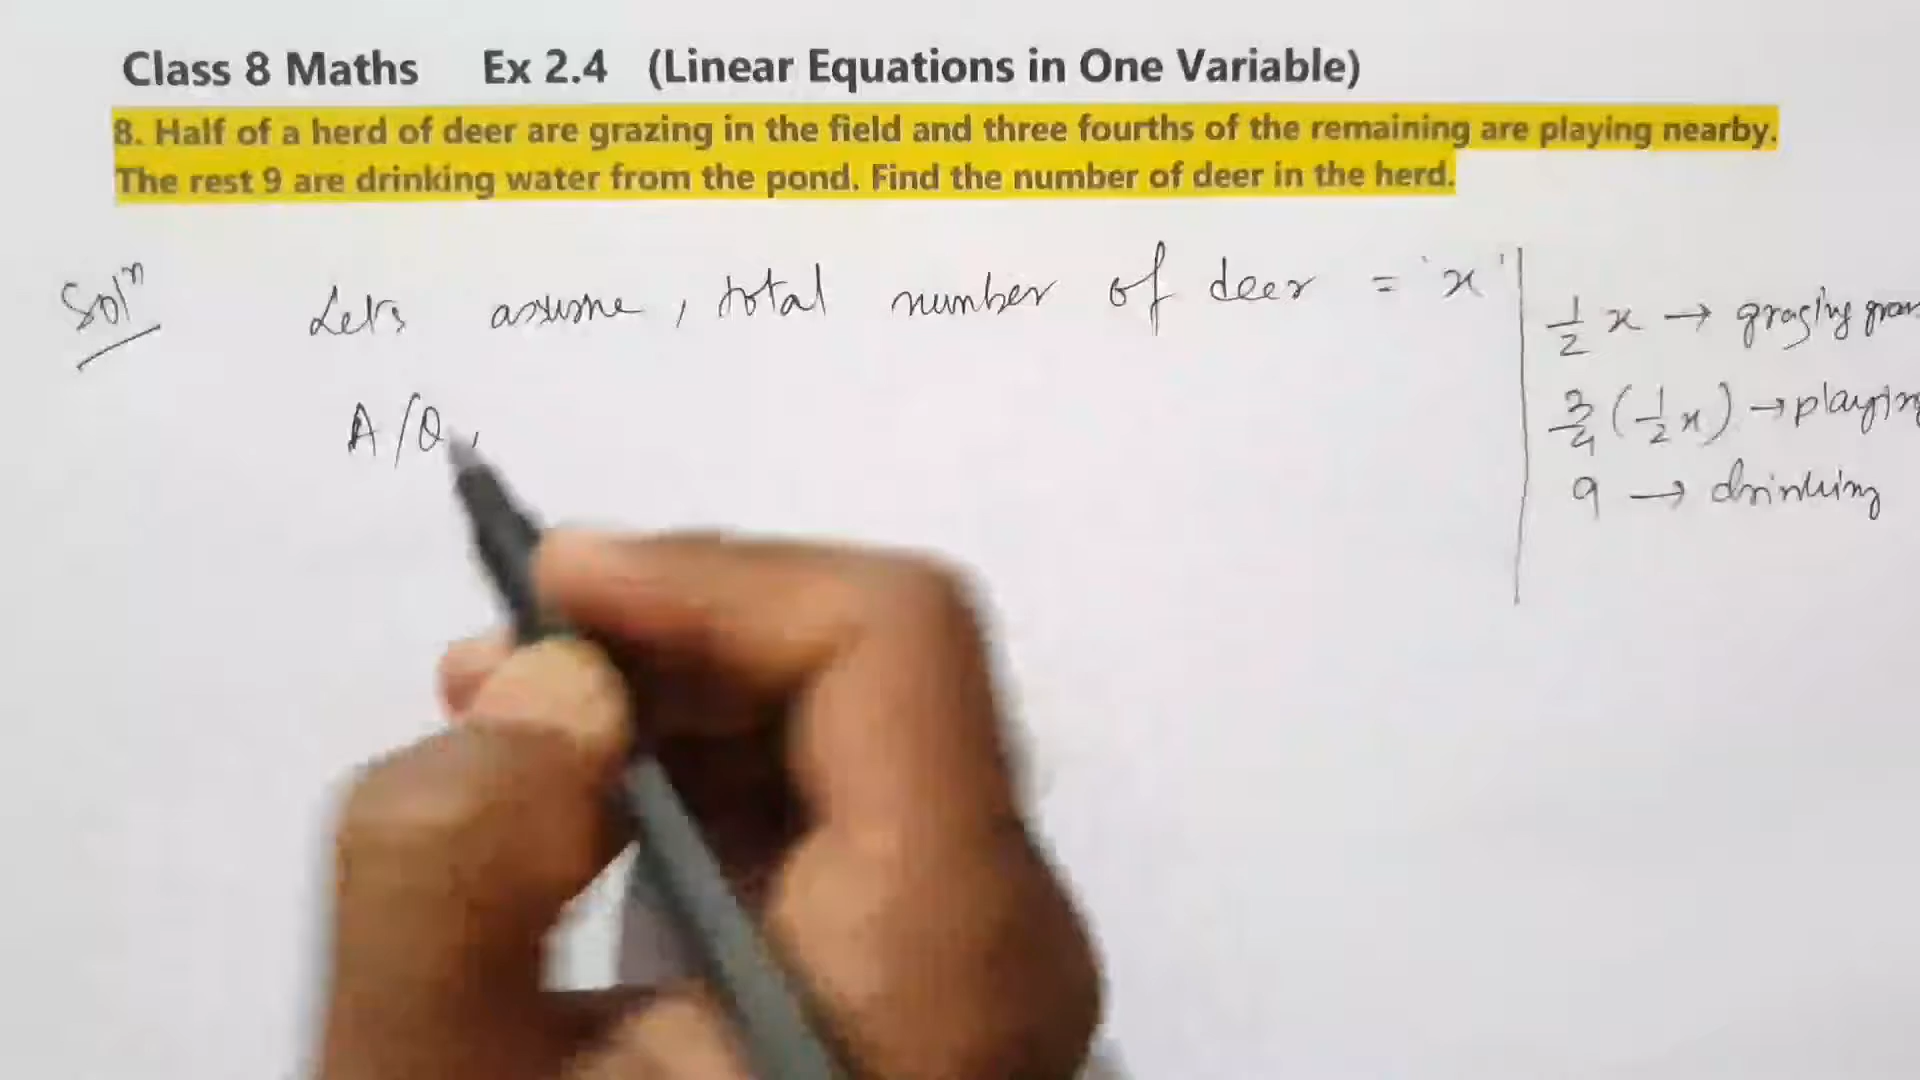 Class 8 Maths Ex 2.4 (Linear Equations in One Variable)
8. Half of a herd of deer are grazing in the field and three fourths of the remaining are playing nearby.
The rest 9 are drinking water from the pond. Find the number of deer in the herd.
Solⁿ Lets assume, total number of deer = 'x'
A/Q,
1/2 x → grazing
3/4 (1/2 x) → playing
9 → drinking